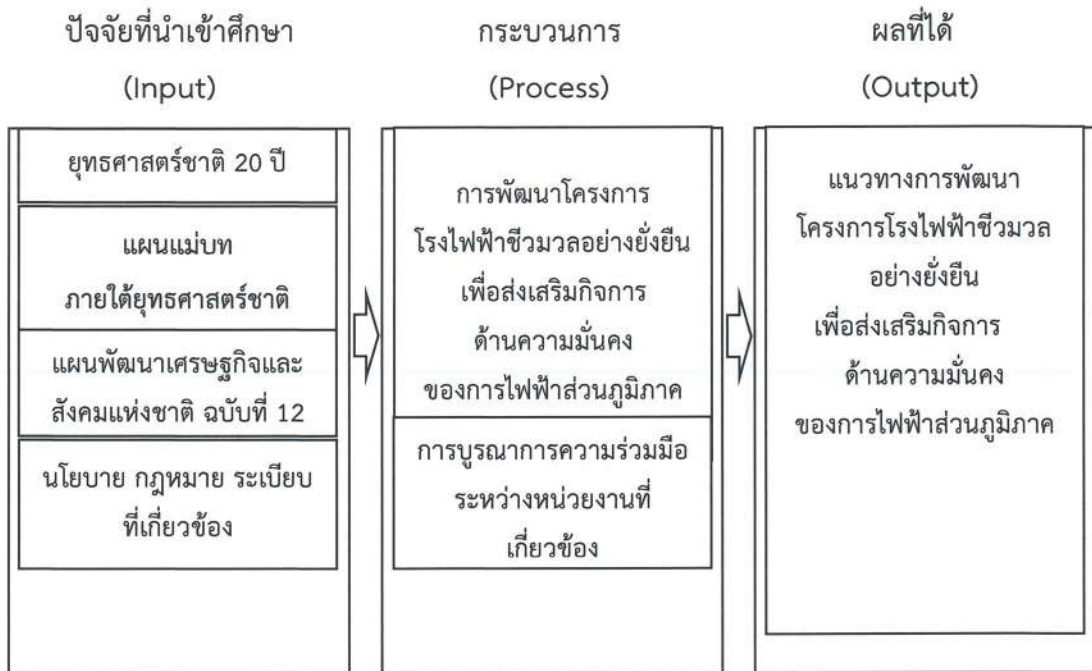 ปัจจัยที่นำเข้าศึกษา
(Input)
ยุทธศาสตร์ชาติ 20 ปี
แผนแม่บท
ภายใต้ยุทธศาสตร์ชาติ
แผนพัฒนาเศรษฐกิจและ
สังคมแห่งชาติ ฉบับที่ 12
นโยบาย กฎหมาย ระเบียบ
ที่เกี่ยวข้อง
กระบวนการ
(Process)
การพัฒนาโครงการ
โรงไฟฟ้าชีวมวลอย่างยั่งยืน
เพื่อส่งเสริมกิจการ
ด้านความมั่นคง
ของการไฟฟ้าส่วนภูมิภาค
การบูรณาการความร่วมมือ
ระหว่างหน่วยงานที่
เกี่ยวข้อง
ผลที่ได้
(Output)
แนวทางการพัฒนา
โครงการโรงไฟฟ้าชีวมวล
อย่างยั่งยืน
เพื่อส่งเสริมกิจการ
ด้านความมั่นคง
ของการไฟฟ้าส่วนภูมิภาค